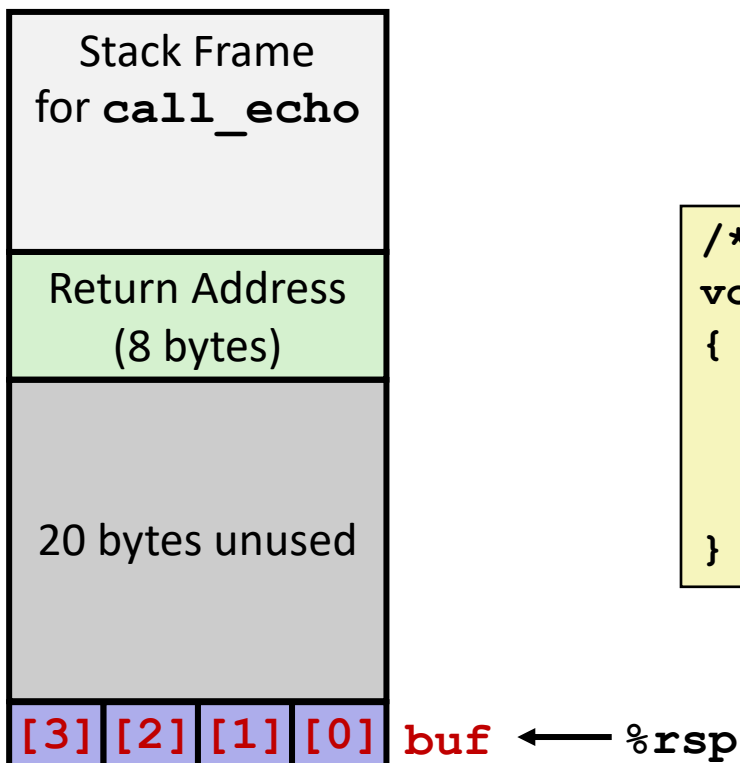 Stack Frame
for call_echo
Return Address
(8 bytes)
20 bytes unused
[3] [2] [1] [0] buf %rsp
/*
vo
{
}